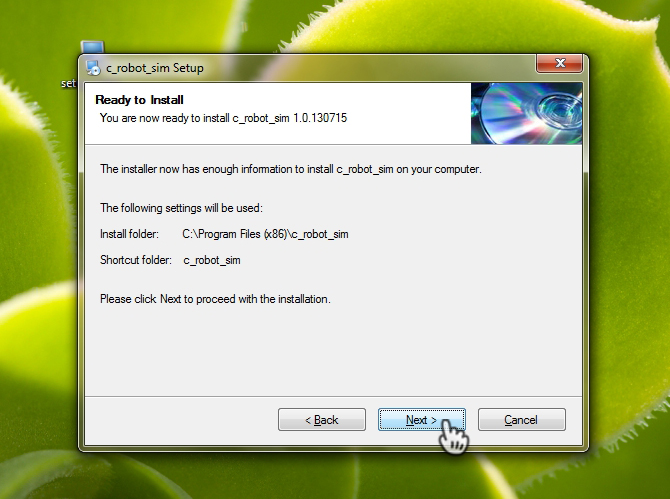 set
c_robot_sim Setup
Ready to Install
You are now ready to install c_robot_sim 1.0.130715
The installer now has enough information to install c_robot_sim on your computer.
The following settings will be used:
Install folder: C:\Program Files (x86)\c_robot_sim
Shortcut folder: c_robot_sim
Please click Next to proceed with the installation.
< Back Next > Cancel